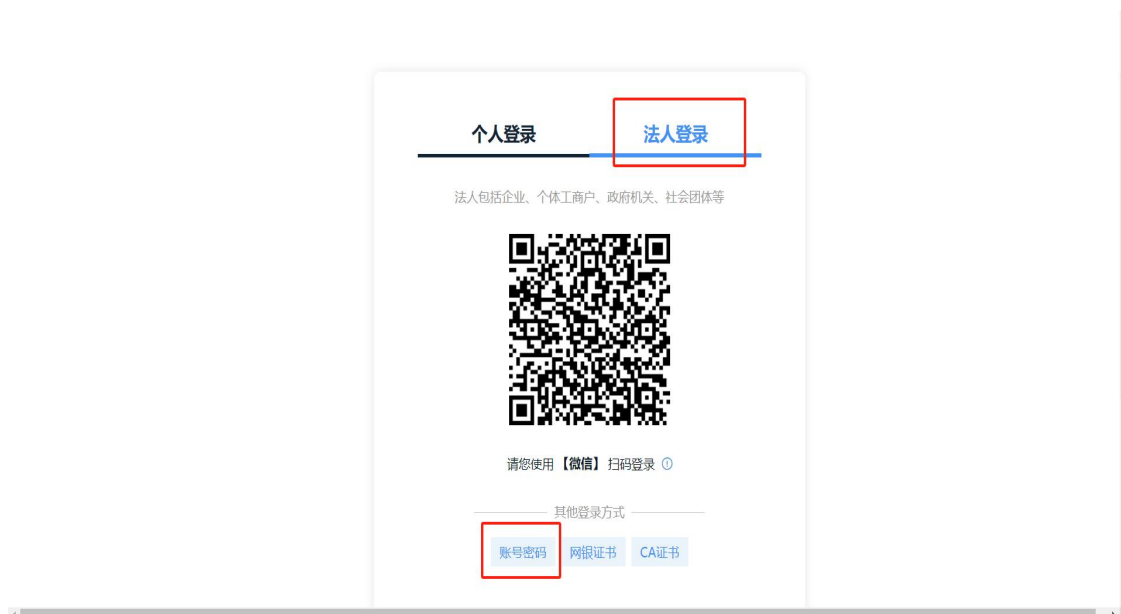 个人登录 法人登录
法人包括企业、个体工商户、政府机关、社会团体等
请您使用【微信】扫码登录
其他登录方式
账号密码 网银证书 CA证书